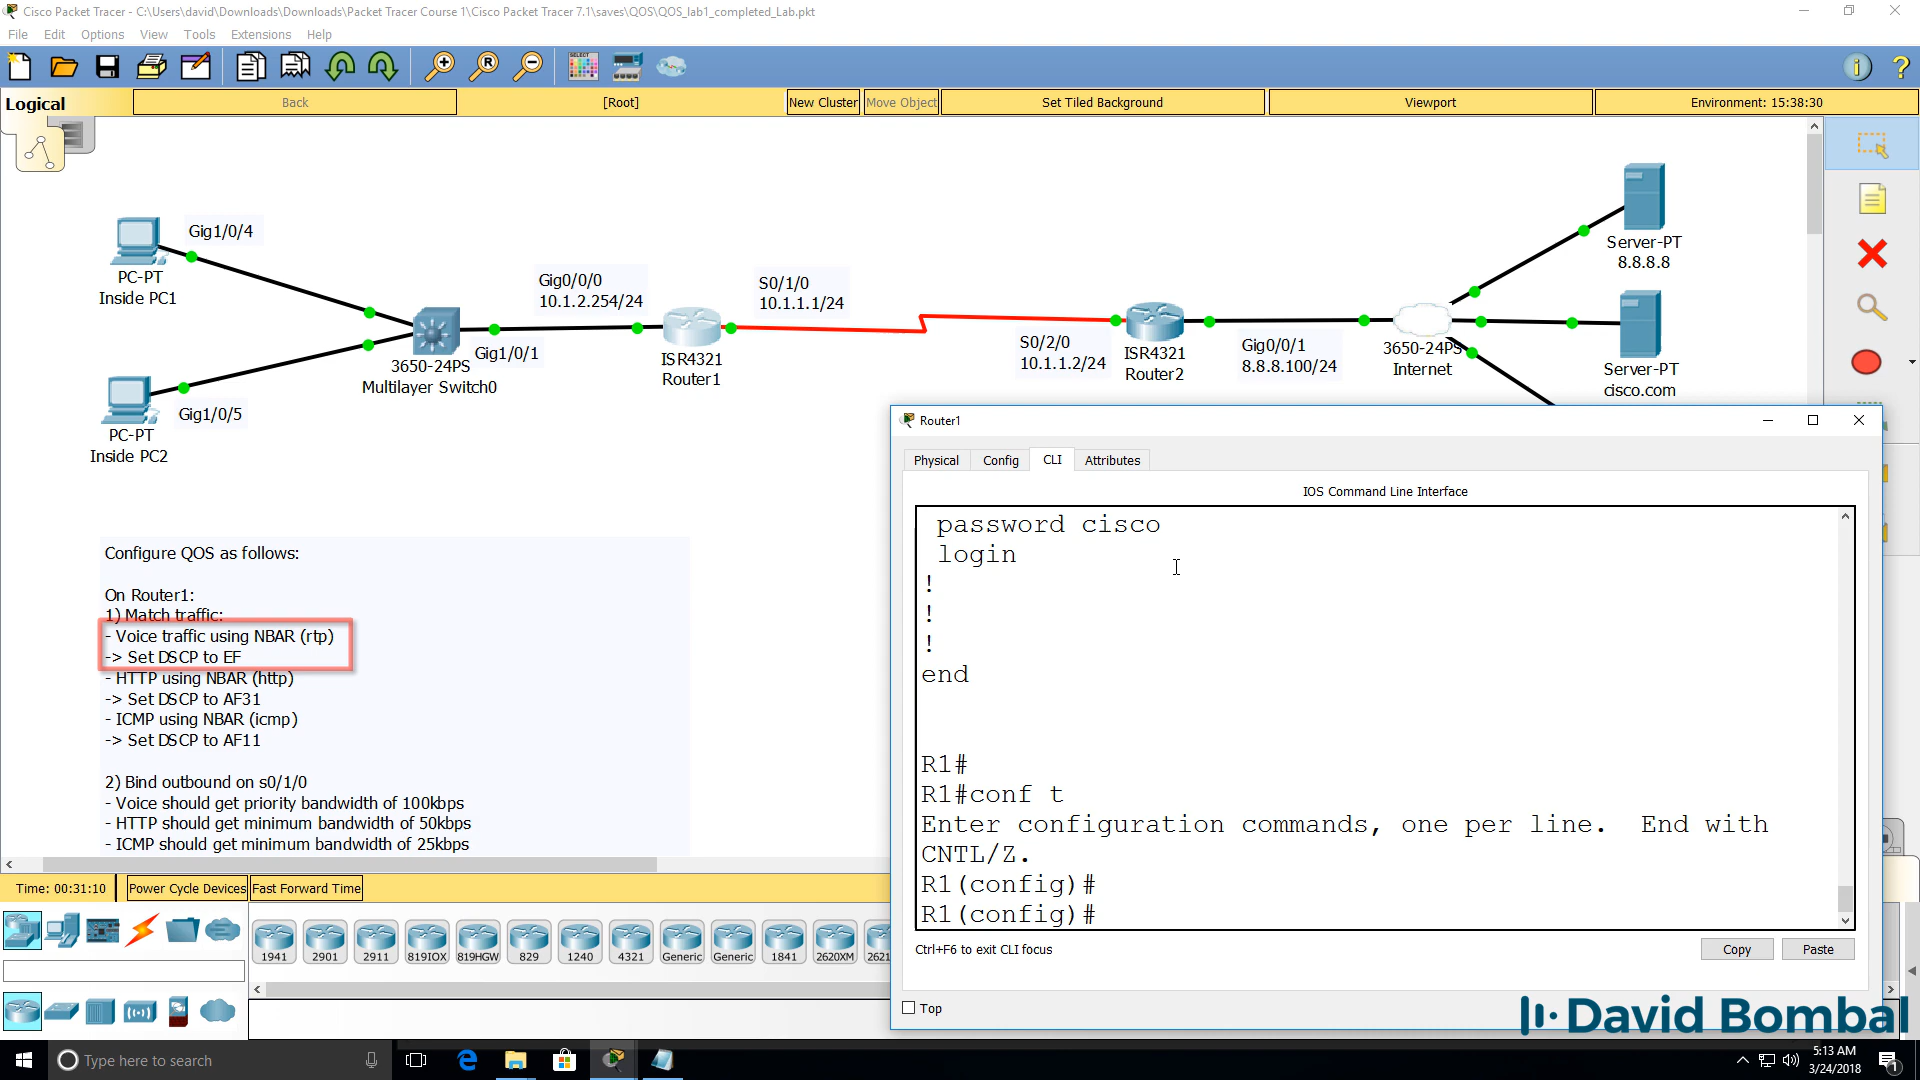 Cisco Packet Tracer - C:\Users\david\Downloads\Downloads\Packet Tracer Course 1\Cisco Packet Tracer 7.1\saves\QOS\QOS_lab1_completed_Lab.pkt
File Edit Options View Tools Extensions Help
Logical
Back
[Root]
New Cluster
Move Object
Set Tiled Background
Viewport
Environment: 15:38:30
Gig1/0/4
PC-PT
Inside PC1
Gig1/0/5
PC-PT
Inside PC2
3650-24PS
Multilayer Switch0
Gig1/0/1
Gig0/0/0
10.1.2.254/24
ISR4321
Router1
S0/1/0
10.1.1.1/24
S0/2/0
10.1.1.2/24
ISR4321
Router2
Gig0/0/1
8.8.8.100/24
3650-24PS
Internet
Server-PT
8.8.8.8
Server-PT
cisco.com
Configure QOS as follows:
On Router1:
1) Match traffic:
- Voice traffic using NBAR (rtp)
-> Set DSCP to EF
- HTTP using NBAR (http)
-> Set DSCP to AF31
- ICMP using NBAR (icmp)
-> Set DSCP to AF11
2) Bind outbound on s0/1/0
- Voice should get priority bandwidth of 100kbps
- HTTP should get minimum bandwidth of 50kbps
- ICMP should get minimum bandwidth of 25kbps
Router1
Physical Config CLI Attributes
IOS Command Line Interface
password cisco
login
!
!
!
end
R1#
R1#conf t
Enter configuration commands, one per line. End with
CNTL/Z.
R1(config)#
R1(config)#
Ctrl+F6 to exit CLI focus
Copy
Paste
Top
Time: 00:31:10
Power Cycle Devices
Fast Forward Time
1941 2901 2911 819IOX 819HGW 829 1240 4321 Generic Generic 1841 2620XM 2621
David Bombal
Type here to search
5:13 AM
3/24/2018
1